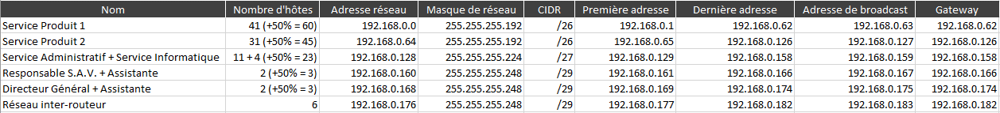 Nom Nombre d'hôtes Adresse réseau Masque de réseau CIDR Première adresse Dernière adresse Adresse de broadcast Gateway
Service Produit 1 41 (+50% = 60) 192.168.0.0 255.255.255.192 /26 192.168.0.1 192.168.0.62 192.168.0.63 192.168.0.62
Service Produit 2 31 (+50% = 45) 192.168.0.64 255.255.255.192 /26 192.168.0.65 192.168.0.126 192.168.0.127 192.168.0.126
Service Administratif + Service Informatique 11 + 4 (+50% = 23) 192.168.0.128 255.255.255.224 /27 192.168.0.129 192.168.0.158 192.168.0.159 192.168.0.158
Responsable S.A.V. + Assistante 2 (+50% = 3) 192.168.0.160 255.255.255.248 /29 192.168.0.161 192.168.0.166 192.168.0.167 192.168.0.166
Directeur Général + Assistante 2 (+50% = 3) 192.168.0.168 255.255.255.248 /29 192.168.0.169 192.168.0.174 192.168.0.175 192.168.0.174
Réseau inter-routeur 6 192.168.0.176 255.255.255.248 /29 192.168.0.177 192.168.0.182 192.168.0.183 192.168.0.182